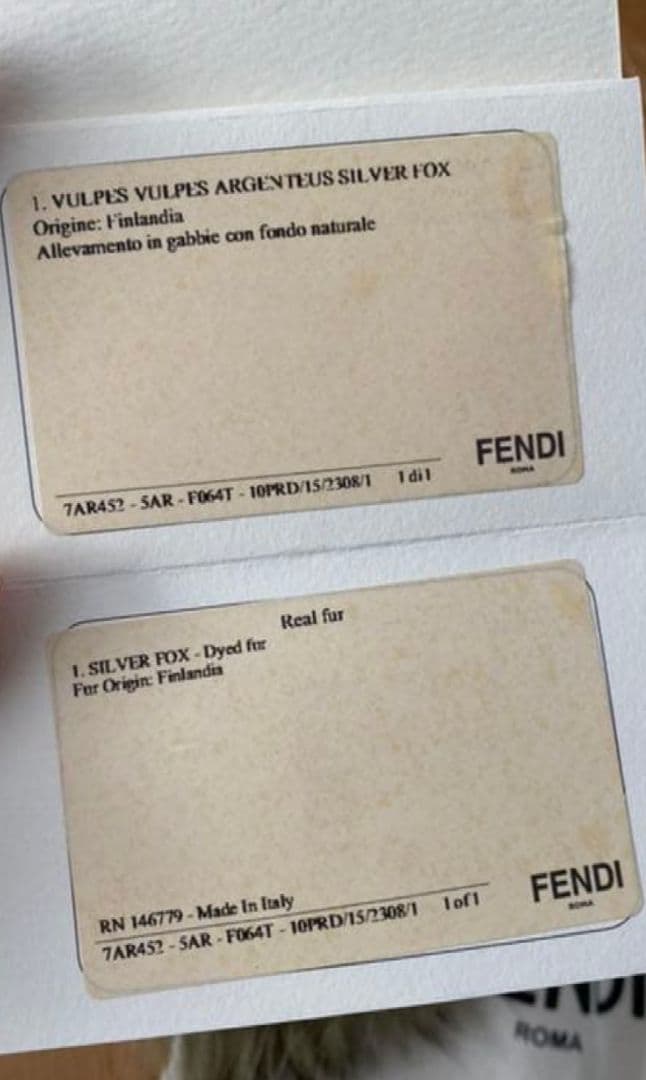 1. VULPES VULPES ARGENTEUS SILVER FOX
Origine: Finlandia
Allevamento in gabbie con fondo naturale
FENDI
ROMA
7AR452 - 5AR - F064T - 10PRD/15/2308/1 1 di 1
Real fur
1. SILVER FOX - Dyed fur
Fur Origin: Finlandia
RN 146779 - Made In Italy
FENDI
ROMA
7AR452 - 5AR - F064T - 10PRD/15/2308/1 1 of 1
ROMA